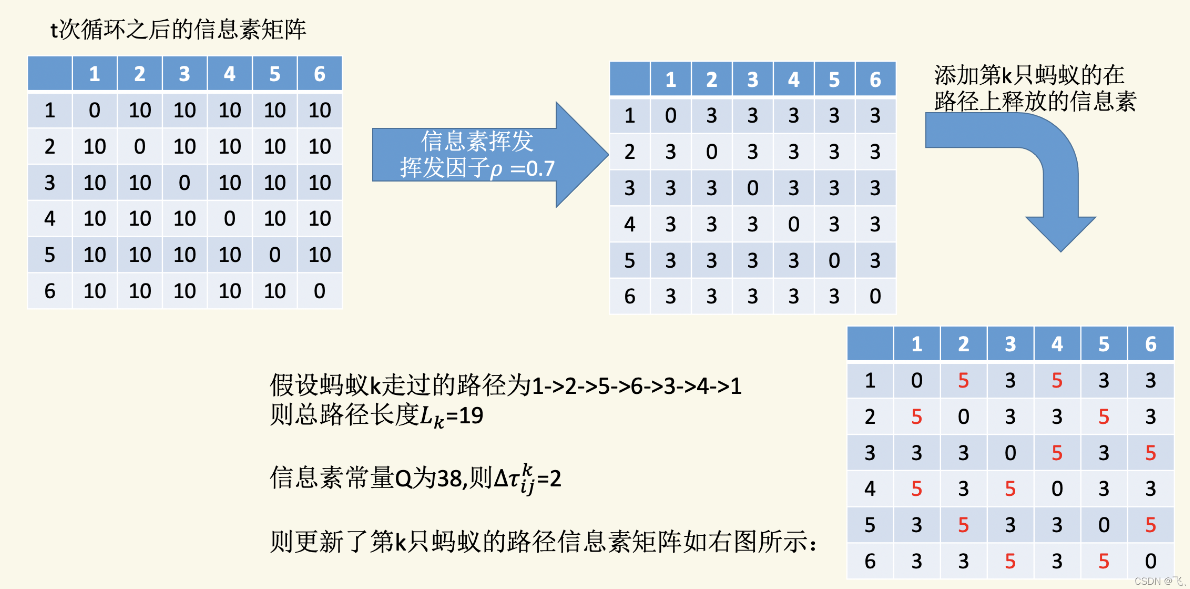 t次循环之后的信息素矩阵
1 2 3 4 5 6
1 0 10 10 10 10 10
2 10 0 10 10 10 10
3 10 10 0 10 10 10
4 10 10 10 0 10 10
5 10 10 10 10 0 10
6 10 10 10 10 10 0
信息素挥发
挥发因子ρ =0.7
1 2 3 4 5 6
1 0 3 3 3 3 3
2 3 0 3 3 3 3
3 3 3 0 3 3 3
4 3 3 3 0 3 3
5 3 3 3 3 0 3
6 3 3 3 3 3 0
添加第k只蚂蚁的在
路径上释放的信息素
假设蚂蚁k走过的路径为1->2->5->6->3->4->1
则总路径长度Lₖ=19
信息素常量Q为38,则Δτᵢⱼᵏ=2
则更新了第k只蚂蚁的路径信息素矩阵如右图所示：
1 2 3 4 5 6
1 0 5 3 5 3 3
2 5 0 3 3 5 3
3 3 3 0 5 3 5
4 5 3 5 0 3 3
5 3 5 3 3 0 5
6 3 3 5 3 5 0
CSDN @飞.